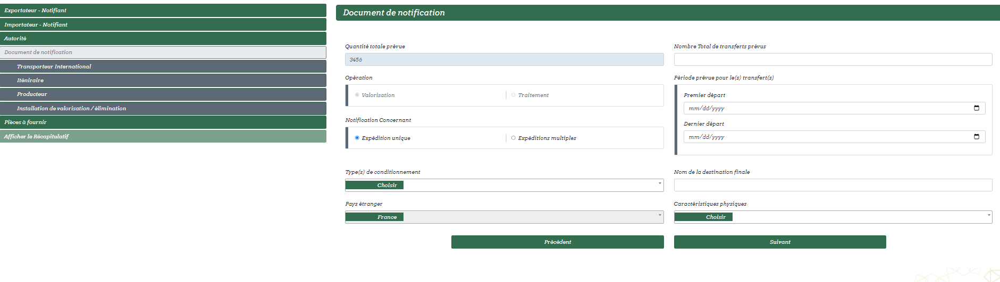 Exportateur - Notifiant
Importateur - Notifiant
Autorité
Document de notification
Transporteur International
Iténiraire
Producteur
Installation de valorisation / élimination
Pièces à fournir
Afficher le Récapitulatif
Document de notification
Quantité totale prévue
3456
Nombre Total de transferts prévus
Opération
Valorisation
Traitement
Période prévue pour le(s) transfert(s)
Premier départ
mm/dd/yyyy
Dernier départ
mm/dd/yyyy
Notification Concernant
Expédition unique
Expéditions multiples
Type(s) de conditionnement
Choisir
Nom de la destination finale
Pays étranger
France
Caractéristiques physiques
Choisir
Précédent
Suivant